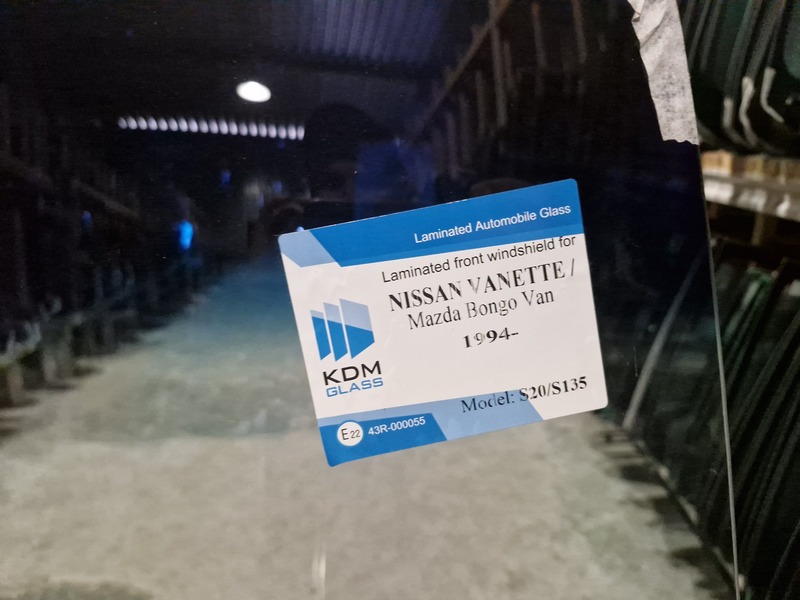 Laminated Automobile Glass
Laminated front windshield for
NISSAN VANETTE /
Mazda Bongo Van
1994-
KDM
GLASS
Model: S20/S135
E22 43R-000055